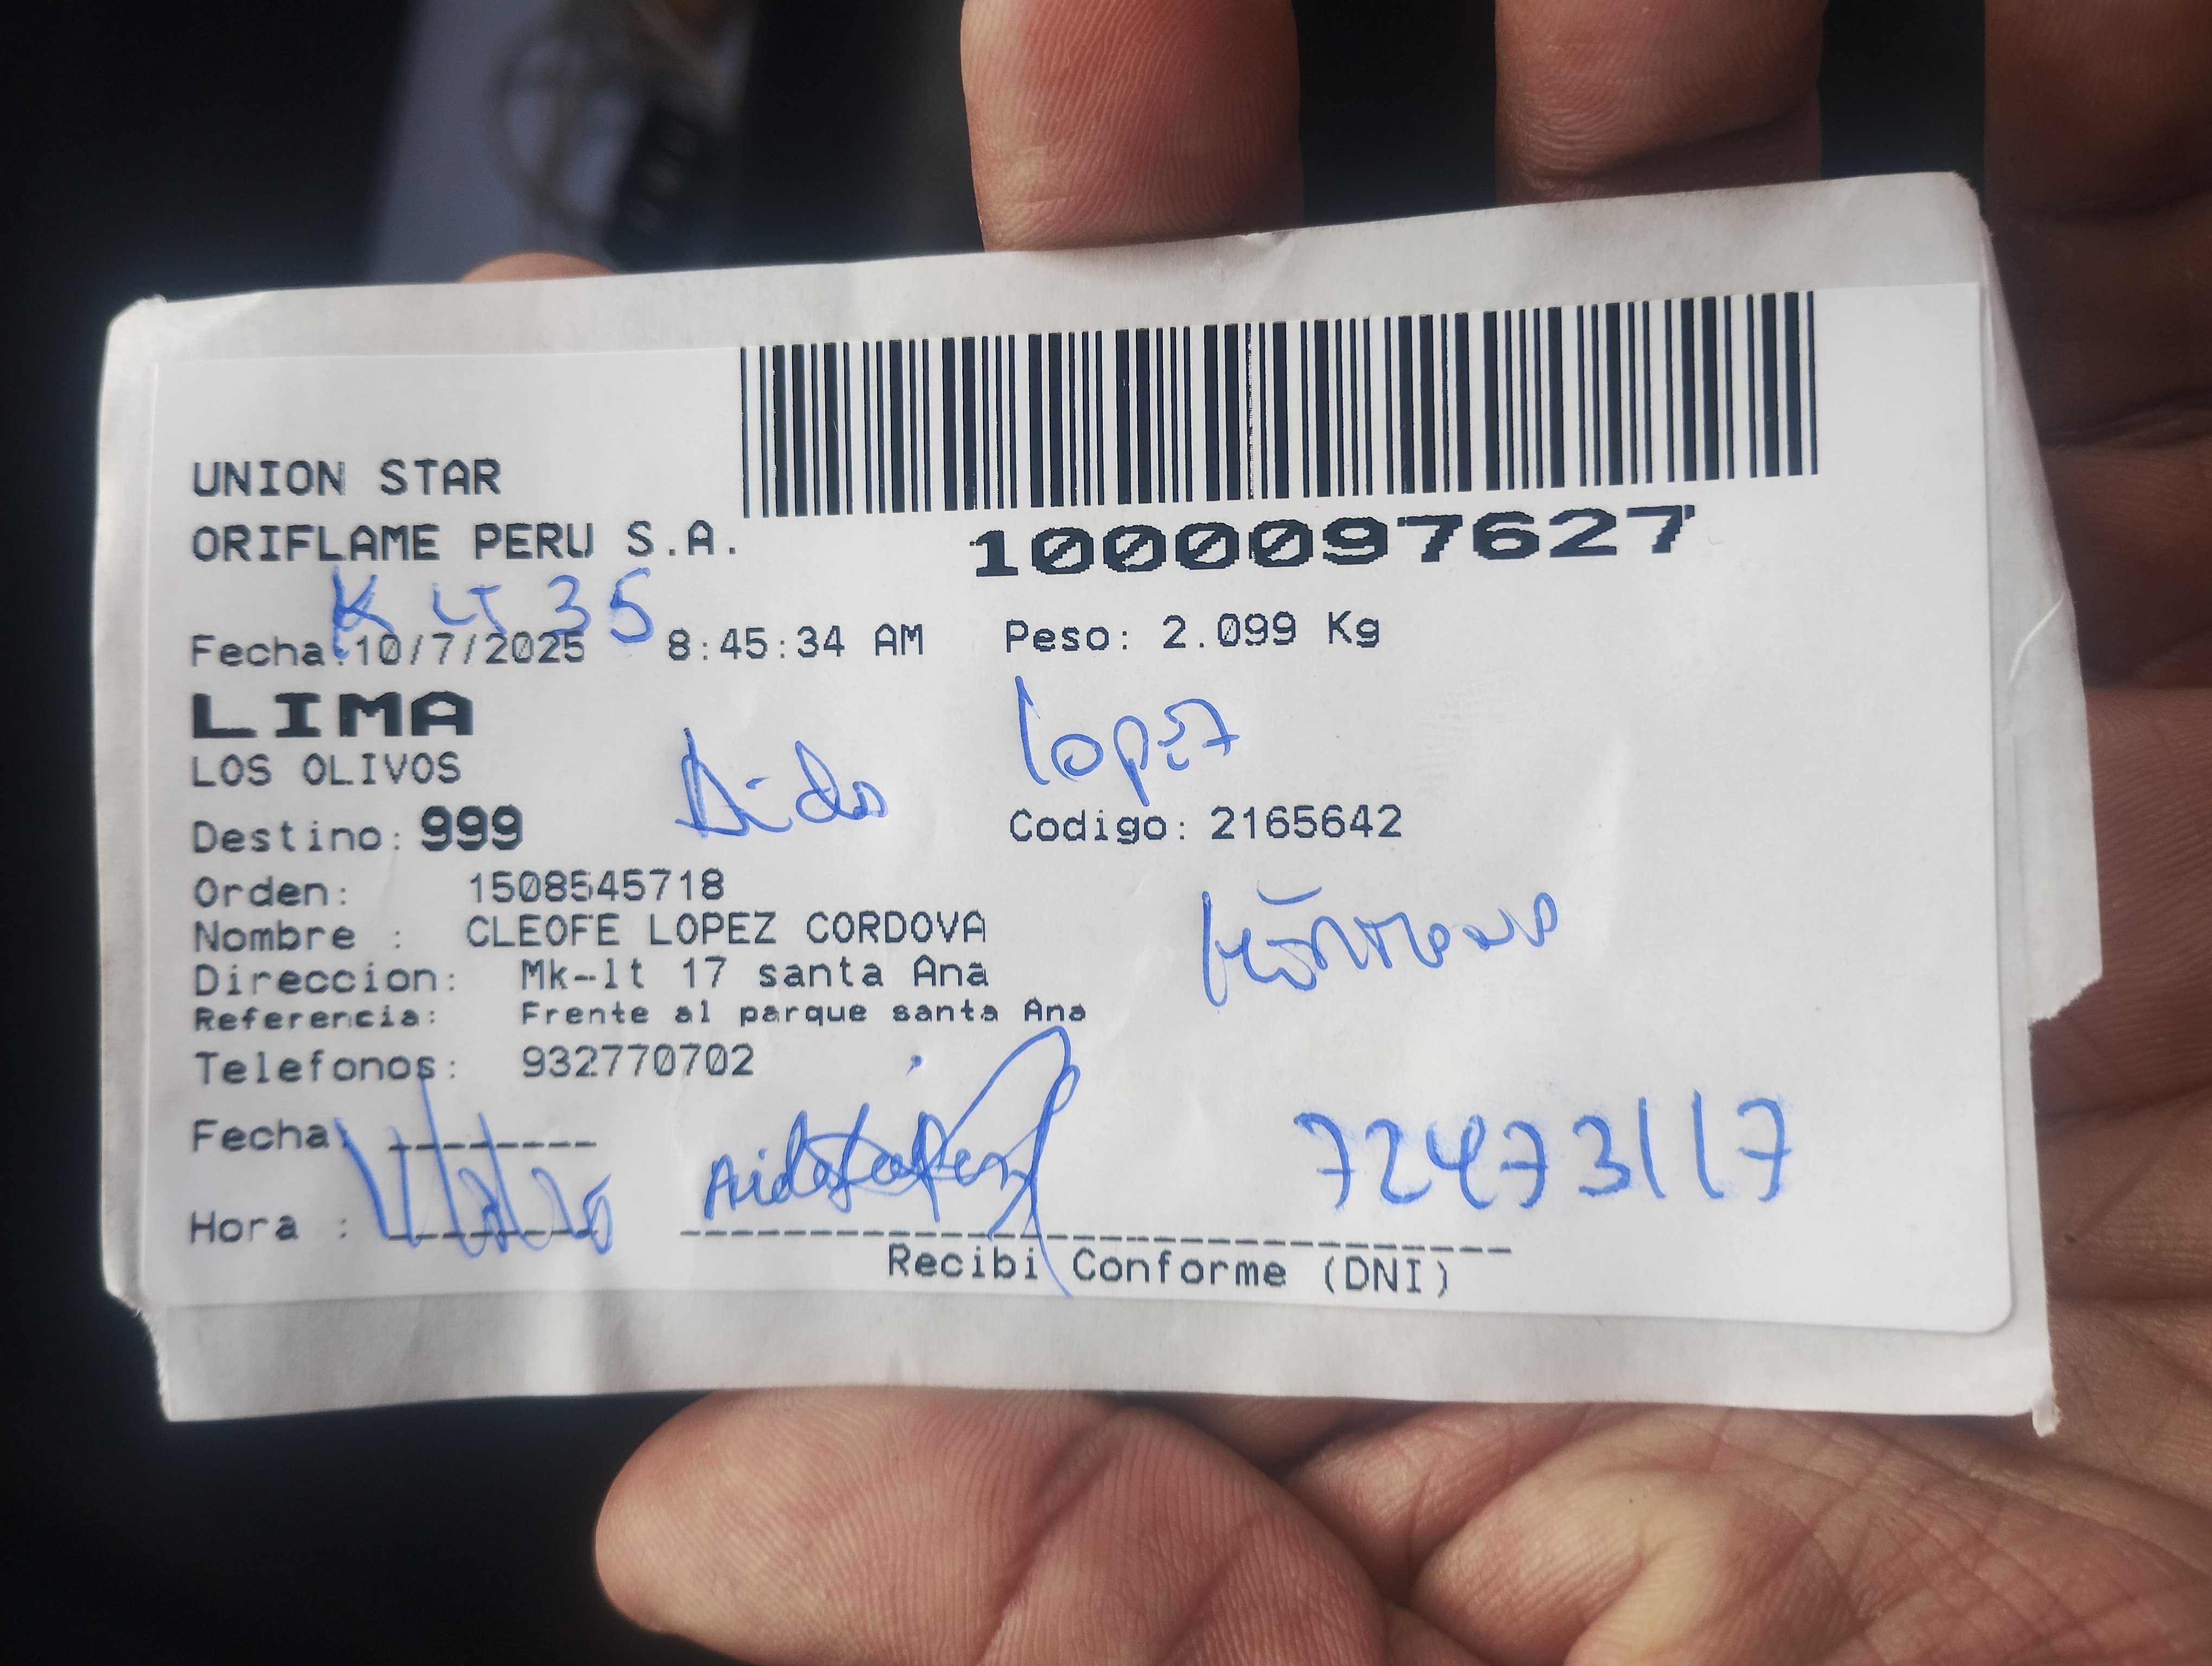 UNION STAR
ORIFLAME PERU S.A.
1000097627
K LT 35
Fecha:10/7/2025 8:45:34 AM Peso: 2.099 Kg
LIMA
LOS OLIVOS
Lopez
Destino: 999 Codigo: 2165642
Orden: 1508545718
Nombre : CLEOFE LOPEZ CORDOVA
Direccion: Mk-lt 17 santa Ana
Referencia: Frente al parque santa Ana
Telefonos: 932770702
Fecha:
72473117
Hora :
Recibi Conforme (DNI)